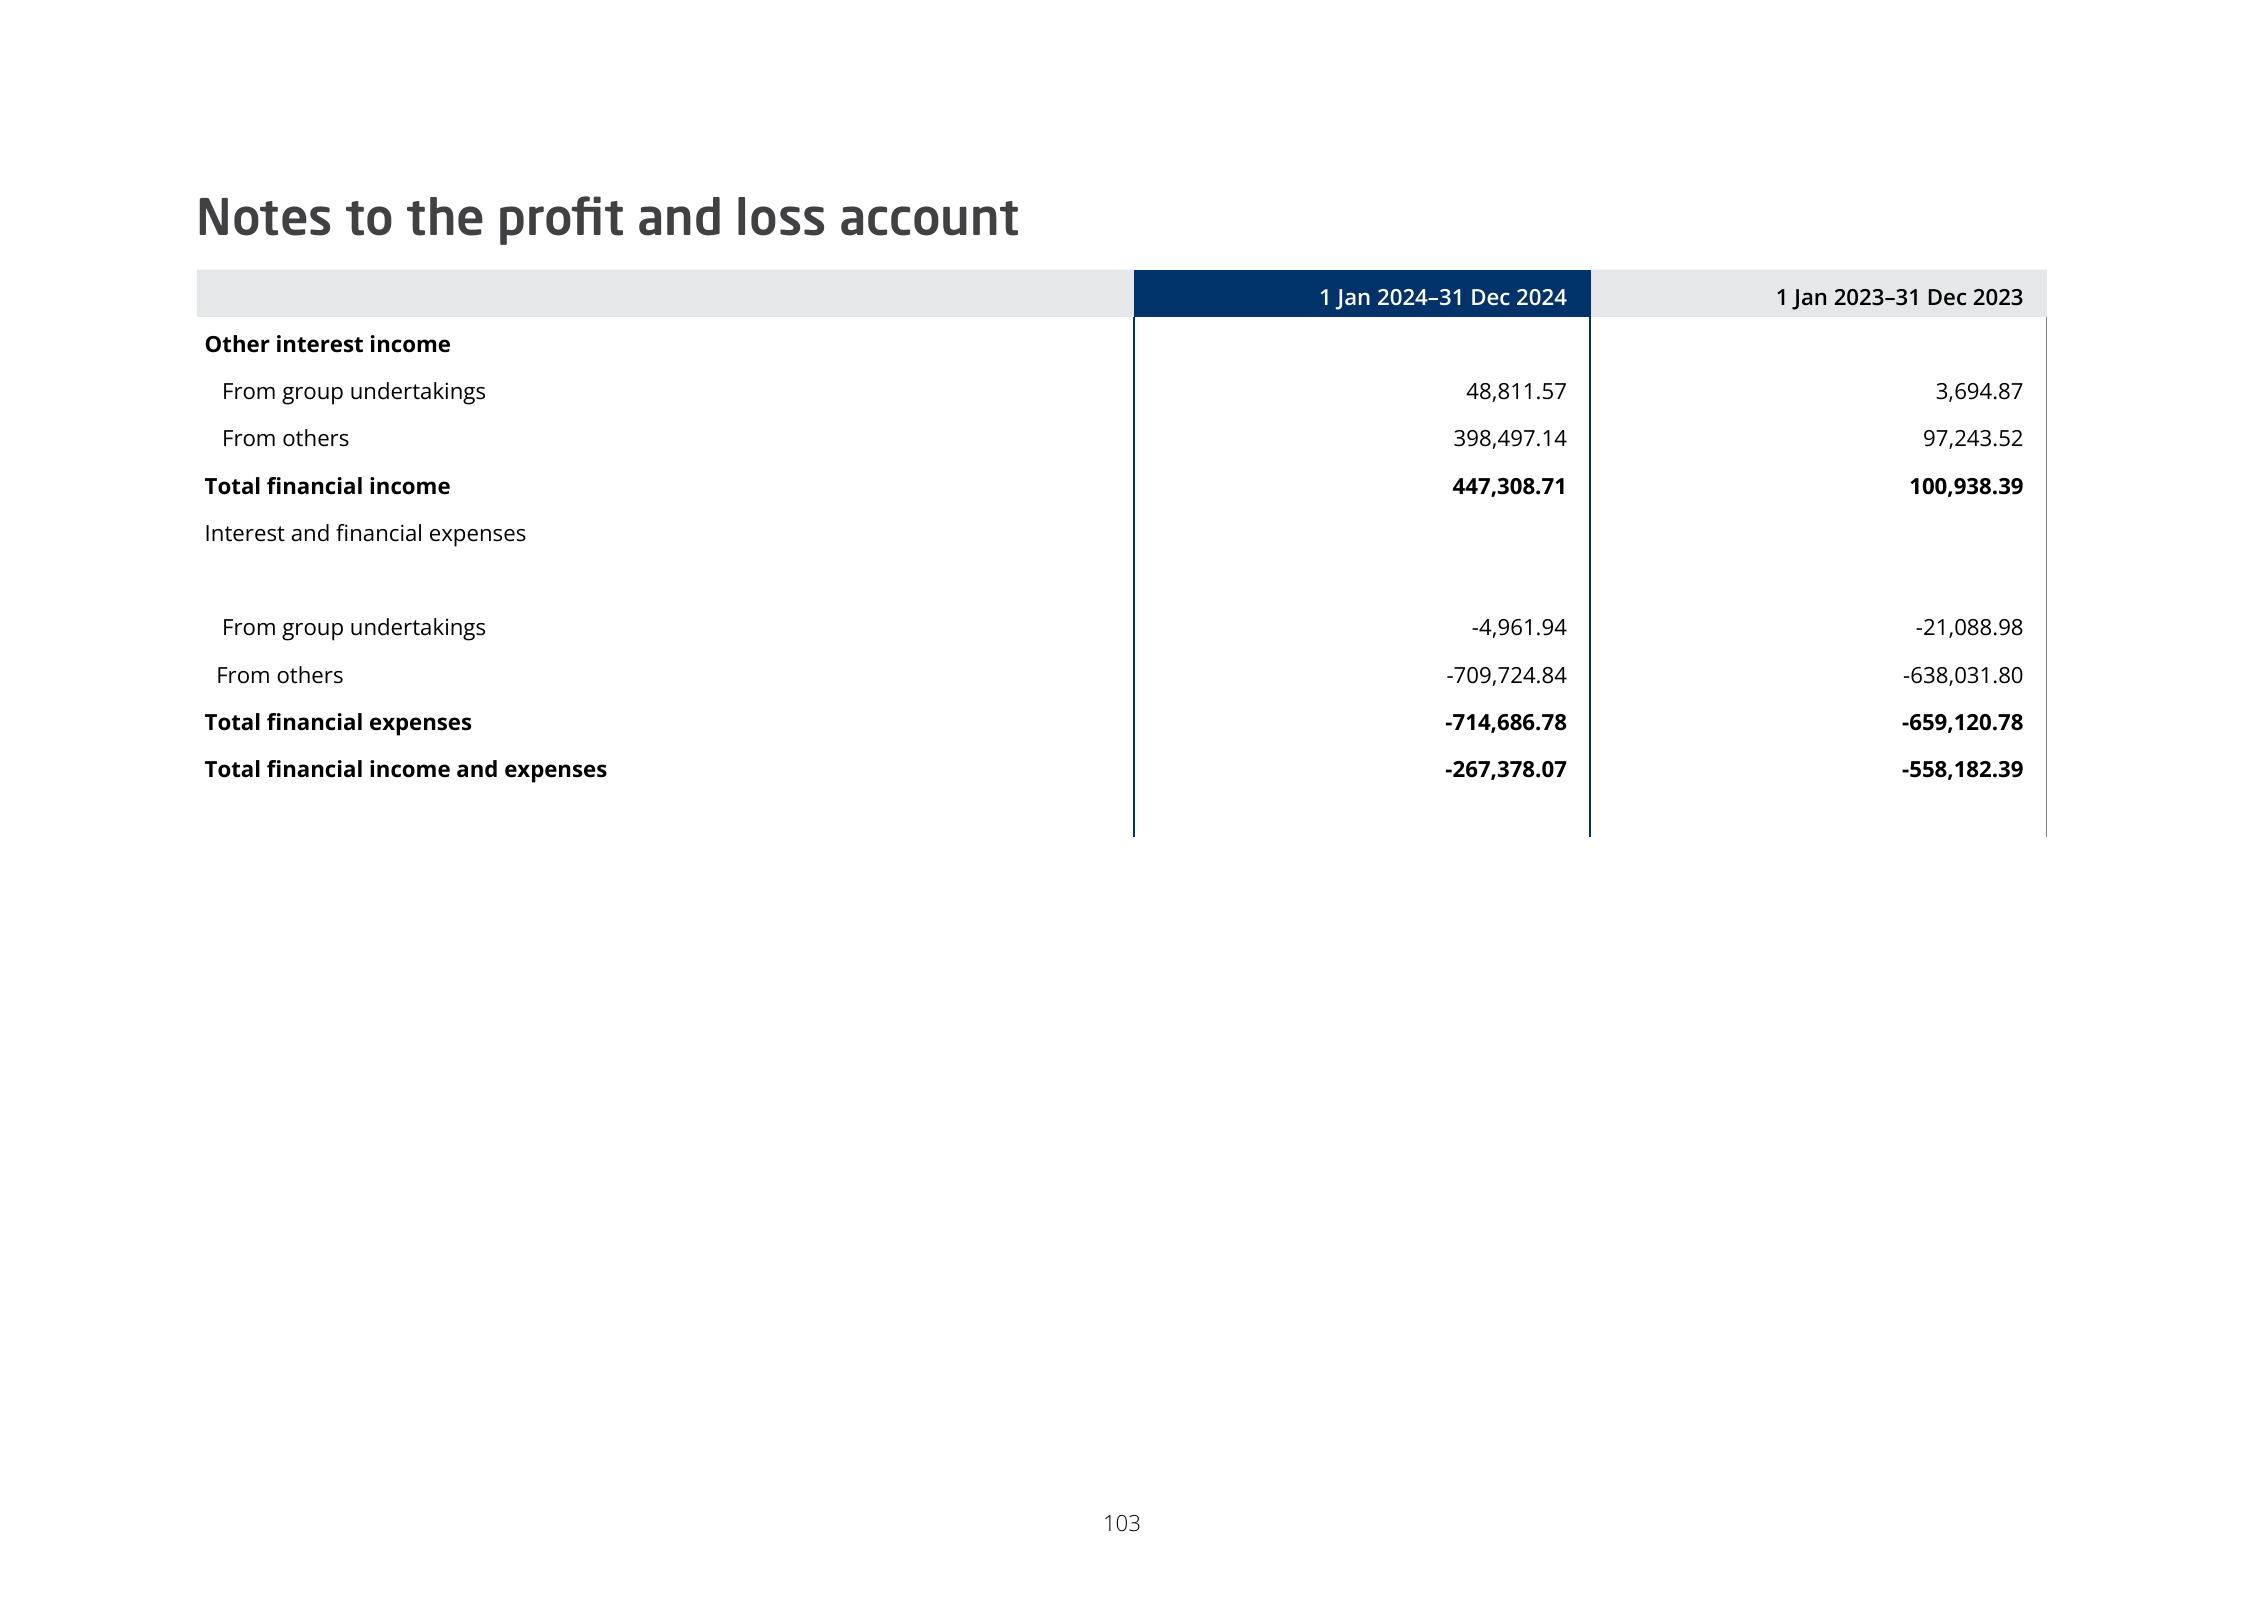 Notes to the profit and loss account
1 Jan 2024–31 Dec 2024 1 Jan 2023–31 Dec 2023
Other interest income
From group undertakings 48,811.57 3,694.87
From others 398,497.14 97,243.52
Total financial income 447,308.71 100,938.39
Interest and financial expenses
From group undertakings -4,961.94 -21,088.98
From others -709,724.84 -638,031.80
Total financial expenses -714,686.78 -659,120.78
Total financial income and expenses -267,378.07 -558,182.39
103